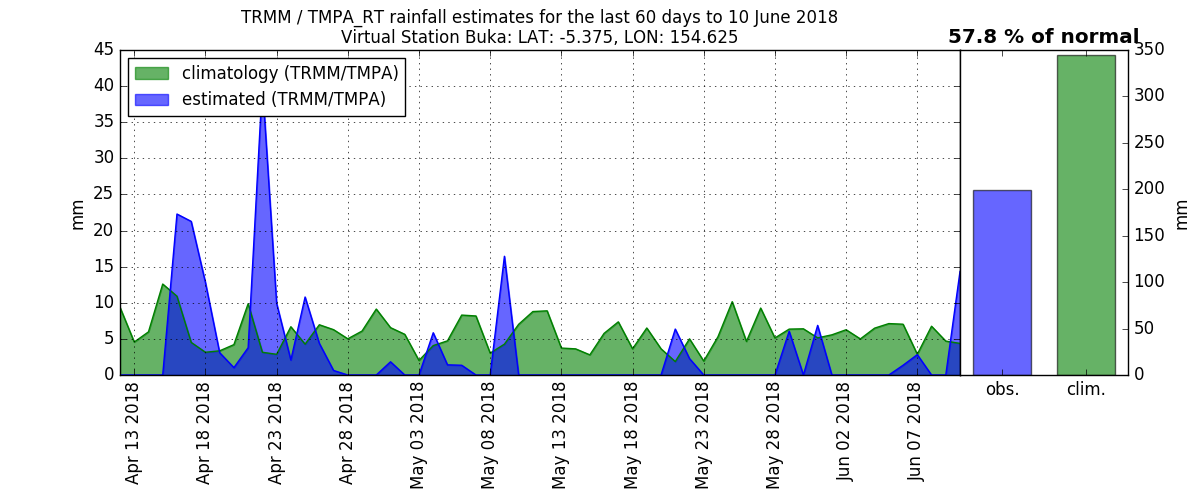 TRMM / TMPA_RT rainfall estimates for the last 60 days to 10 June 2018
Virtual Station Buka: LAT: -5.375, LON: 154.625
57.8 % of normal
climatology (TRMM/TMPA)
estimated (TRMM/TMPA)
mm
45
40
35
30
25
20
15
10
5
0
Apr 13 2018
Apr 18 2018
Apr 23 2018
Apr 28 2018
May 03 2018
May 08 2018
May 13 2018
May 18 2018
May 23 2018
May 28 2018
Jun 02 2018
Jun 07 2018
350
300
250
200
150
100
50
0
mm
obs.
clim.